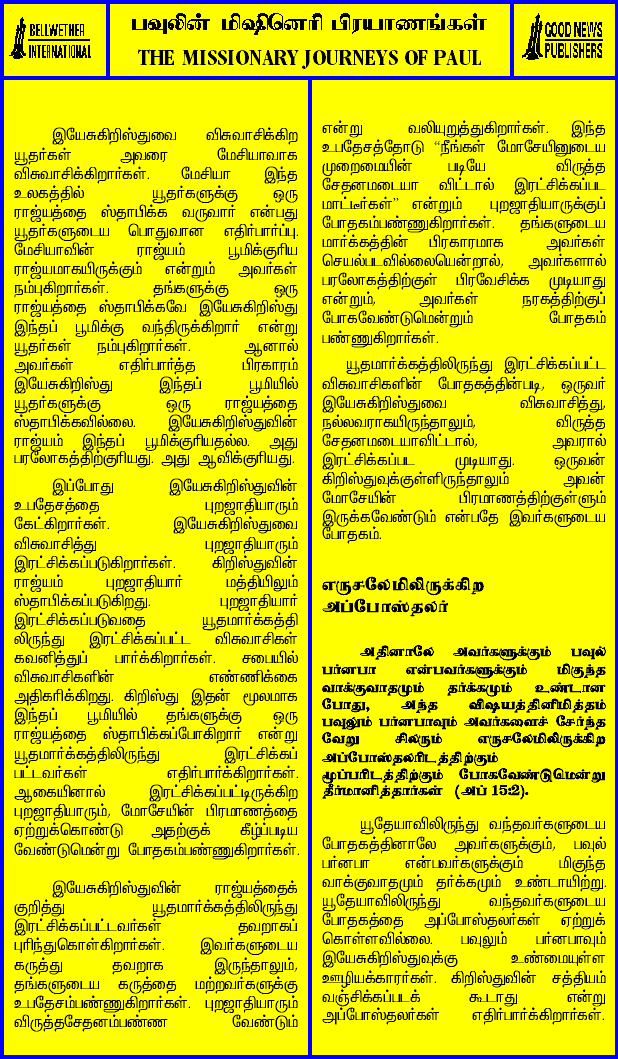 BELLWETHER
INTERNATIONAL
பவுலின் மிஷினெரி பிரயாணங்கள்
THE MISSIONARY JOURNEYS OF PAUL
GOOD NEWS
PUBLISHERS
இயேசுகிறிஸ்துவை விசுவாசிக்கிற
யூதர்கள் அவரை மேசியாவாக
விசுவாசிக்கிறார்கள். மேசியா இந்த
உலகத்தில் யூதர்களுக்கு ஒரு
ராஜ்யத்தை ஸ்தாபிக்க வருவார் என்பது
யூதர்களுடைய பொதுவான எதிர்பார்ப்பு.
மேசியாவின் ராஜ்யம் பூமிக்குரிய
ராஜ்யமாகயிருக்கும் என்றும் அவர்கள்
நம்புகிறார்கள். தங்களுக்கு ஒரு
ராஜ்யத்தை ஸ்தாபிக்கவே இயேசுகிறிஸ்து
இந்தப் பூமிக்கு வந்திருக்கிறார் என்று
யூதர்கள் நம்புகிறார்கள். ஆனால்
அவர்கள் எதிர்பார்த்த பிரகாரம்
இயேசுகிறிஸ்து இந்தப் பூமியில்
யூதர்களுக்கு ஒரு ராஜ்யத்தை
ஸ்தாபிக்கவில்லை. இயேசுகிறிஸ்துவின்
ராஜ்யம் இந்தப் பூமிக்குரியதல்ல. அது
பரலோகத்திற்குரியது. அது ஆவிக்குரியது.
இப்போது இயேசுகிறிஸ்துவின்
உபதேசத்தை புறஜாதியாரும்
கேட்கிறார்கள். இயேசுகிறிஸ்துவை
விசுவாசித்து புறஜாதியாரும்
இரட்சிக்கப்படுகிறார்கள். கிறிஸ்துவின்
ராஜ்யம் புறஜாதியார் மத்தியிலும்
ஸ்தாபிக்கப்படுகிறது. புறஜாதியார்
இரட்சிக்கப்படுவதை யூதமார்க்கத்தி
லிருந்து இரட்சிக்கப்பட்ட விசுவாசிகள்
கவனித்துப் பார்க்கிறார்கள். சபையில்
விசுவாசிகளின் எண்ணிக்கை
அதிகரிக்கிறது. கிறிஸ்து இதன் மூலமாக
இந்தப் பூமியில் தங்களுக்கு ஒரு
ராஜ்யத்தை ஸ்தாபிக்கப்போகிறார் என்று
யூதமார்க்கத்திலிருந்து இரட்சிக்கப்
பட்டவர்கள் எதிர்பார்க்கிறார்கள்.
ஆகையினால் இரட்சிக்கப்பட்டிருக்கிற
புறஜாதியாரும், மோசேயின் பிரமாணத்தை
ஏற்றுக்கொண்டு அதற்குக் கீழ்ப்படிய
வேண்டுமென்று போதகம்பண்ணுகிறார்கள்.
இயேசுகிறிஸ்துவின் ராஜ்யத்தைக்
குறித்து யூதமார்க்கத்திலிருந்து
இரட்சிக்கப்பட்டவர்கள் தவறாகப்
புரிந்துகொள்கிறார்கள். இவர்களுடைய
கருத்து தவறாக இருந்தாலும்,
தங்களுடைய கருத்தை மற்றவர்களுக்கு
உபதேசம்பண்ணுகிறார்கள். புறஜாதியாரும்
விருத்தசேதனம்பண்ண வேண்டும்
என்று வலியுறுத்துகிறார்கள். இந்த
உபதேசத்தோடு “நீங்கள் மோசேயினுடைய
முறைமையின் படியே விருத்த
சேதனமடையா விட்டால் இரட்சிக்கப்பட
மாட்டீர்கள்” என்றும் புறஜாதியாருக்குப்
போதகம்பண்ணுகிறார்கள். தங்களுடைய
மார்க்கத்தின் பிரகாரமாக அவர்கள்
செயல்படவில்லையென்றால், அவர்களால்
பரலோகத்திற்குள் பிரவேசிக்க முடியாது
என்றும், அவர்கள் நரகத்திற்குப்
போகவேண்டுமென்றும் போதகம்
பண்ணுகிறார்கள்.
யூதமார்க்கத்திலிருந்து இரட்சிக்கப்பட்ட
விசுவாசிகளின் போதகத்தின்படி, ஒருவர்
இயேசுகிறிஸ்துவை விசுவாசித்து,
நல்லவராகயிருந்தாலும், விருத்த
சேதனமடையாவிட்டால், அவரால்
இரட்சிக்கப்பட முடியாது. ஒருவன்
கிறிஸ்துவுக்குள்ளிருந்தாலும் அவன்
மோசேயின் பிரமாணத்திற்குள்ளும்
இருக்கவேண்டும் என்பதே இவர்களுடைய
போதகம்.
எருசலேமிலிருக்கிற
அப்போஸ்தலர்
அதினாலே அவர்களுக்கும் பவுல்
பர்னபா என்பவர்களுக்கும் மிகுந்த
வாக்குவாதமும் தர்க்கமும் உண்டான
போது, அந்த விஷயத்தினிமித்தம்
பவுலும் பர்னபாவும் அவர்களைச் சேர்ந்த
வேறு சிலரும் எருசலேமிலிருக்கிற
அப்போஸ்தலரிடத்திற்கும்
மூப்பரிடத்திற்கும் போகவேண்டுமென்று
தீர்மானித்தார்கள் (அப் 15:2).
யூதேயாவிலிருந்து வந்தவர்களுடைய
போதகத்தினாலே அவர்களுக்கும், பவுல்
பர்னபா என்பவர்களுக்கும் மிகுந்த
வாக்குவாதமும் தர்க்கமும் உண்டாயிற்று.
யூதேயாவிலிருந்து வந்தவர்களுடைய
போதகத்தை அப்போஸ்தலர்கள் ஏற்றுக்
கொள்ளவில்லை. பவுலும் பர்னபாவும்
இயேசுகிறிஸ்துவுக்கு உண்மையுள்ள
ஊழியக்காரர்கள். கிறிஸ்துவின் சத்தியம்
வஞ்சிக்கப்படக் கூடாது என்று
அப்போஸ்தலர்கள் எதிர்பார்க்கிறார்கள்.